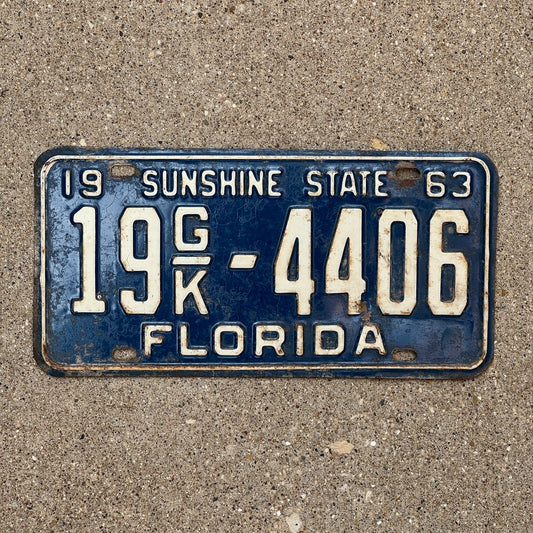 19 SUNSHINE STATE 63
19 G/K - 4406
FLORIDA